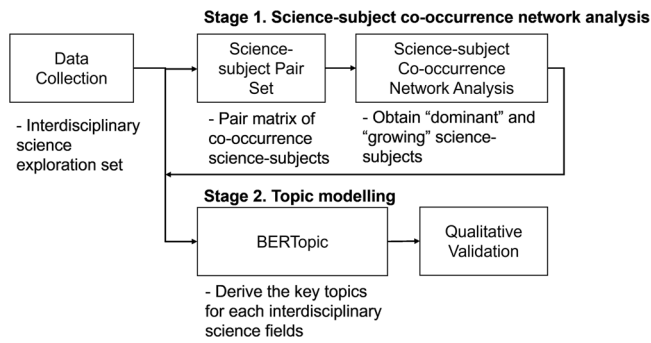 Stage 1. Science-subject co-occurrence network analysis
Data
Collection
- Interdisciplinary
science
exploration set
Science-
subject Pair
Set
- Pair matrix of
co-occurrence
science-subjects
Science-subject
Co-occurrence
Network Analysis
- Obtain “dominant” and
“growing” science-
subjects
Stage 2. Topic modelling
BERTopic
- Derive the key topics
for each interdisciplinary
science fields
Qualitative
Validation